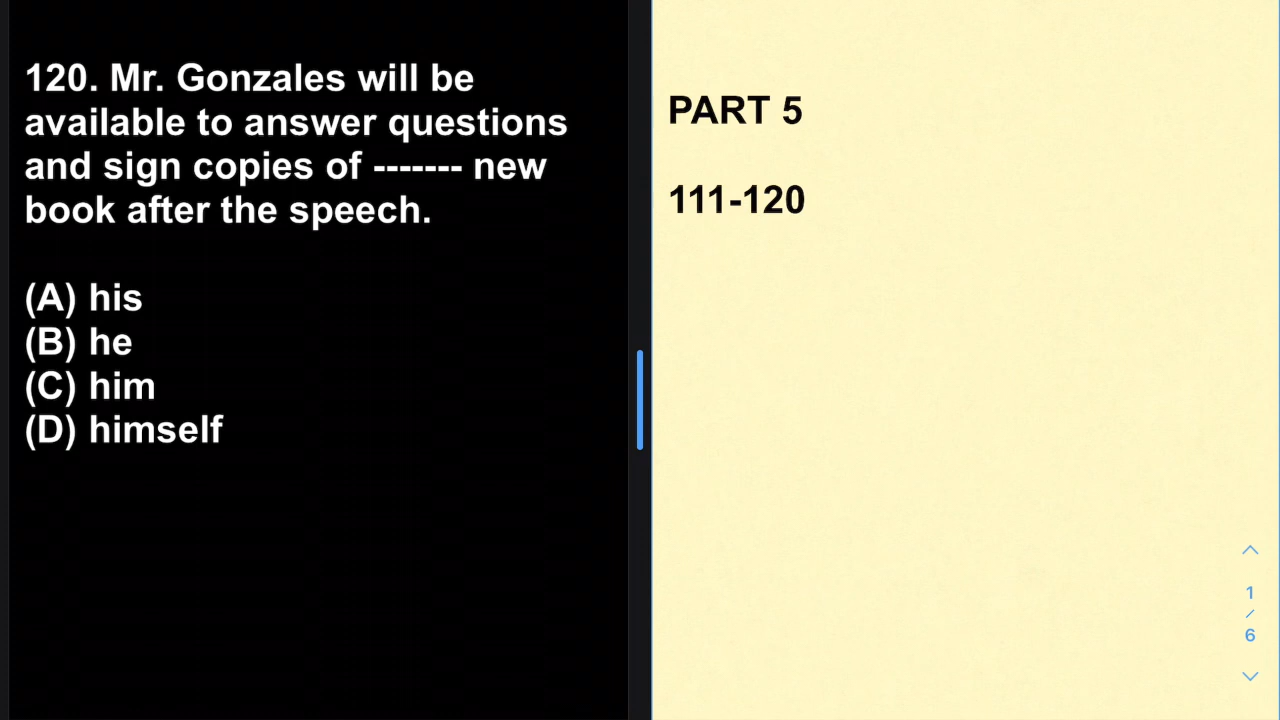 120. Mr. Gonzales will be
available to answer questions
and sign copies of ------- new
book after the speech.
(A) his
(B) he
(C) him
(D) himself
PART 5
111-120
1
/
6